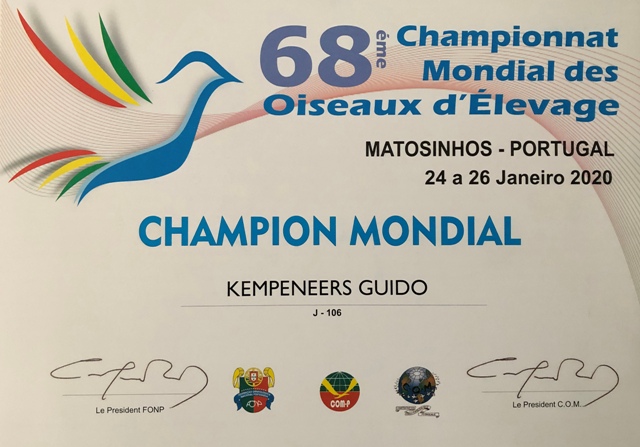 68ème Championnat
Mondial des
Oiseaux d'Élevage
MATOSINHOS - PORTUGAL
24 a 26 Janeiro 2020
CHAMPION MONDIAL
KEMPENEERS GUIDO
J - 106
Le President FONP
COM-P
Le President C.O.M.